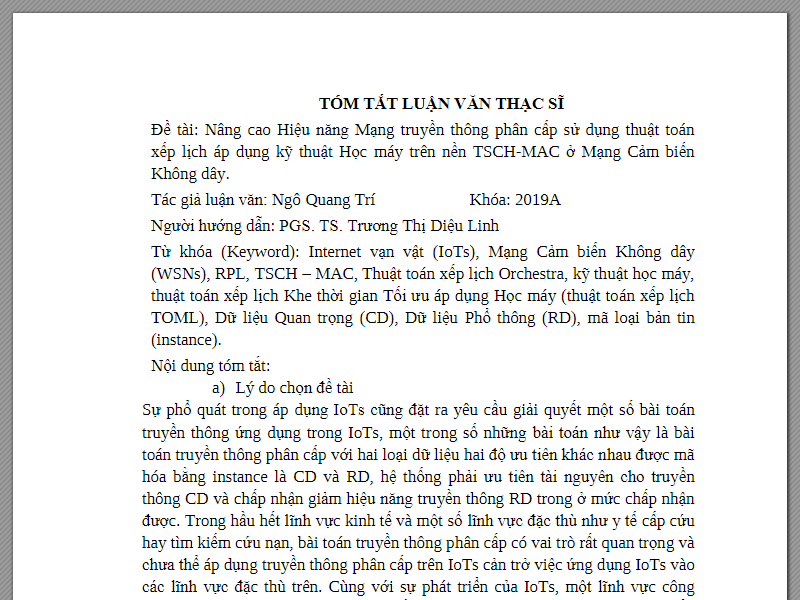 TÓM TẮT LUẬN VĂN THẠC SĨ
Đề tài: Nâng cao Hiệu năng Mạng truyền thông phân cấp sử dụng thuật toán
xếp lịch áp dụng kỹ thuật Học máy trên nền TSCH-MAC ở Mạng Cảm biến
Không dây.
Tác giả luận văn: Ngô Quang Trí Khóa: 2019A
Người hướng dẫn: PGS. TS. Trương Thị Diệu Linh
Từ khóa (Keyword): Internet vạn vật (IoTs), Mạng Cảm biến Không dây
(WSNs), RPL, TSCH – MAC, Thuật toán xếp lịch Orchestra, kỹ thuật học máy,
thuật toán xếp lịch Khe thời gian Tối ưu áp dụng Học máy (thuật toán xếp lịch
TOML), Dữ liệu Quan trọng (CD), Dữ liệu Phổ thông (RD), mã loại bản tin
(instance).
Nội dung tóm tắt:
a) Lý do chọn đề tài
Sự phổ quát trong áp dụng IoTs cũng đặt ra yêu cầu giải quyết một số bài toán
truyền thông ứng dụng trong IoTs, một trong số những bài toán như vậy là bài
toán truyền thông phân cấp với hai loại dữ liệu hai độ ưu tiên khác nhau được mã
hóa bằng instance là CD và RD, hệ thống phải ưu tiên tài nguyên cho truyền
thông CD và chấp nhận giảm hiệu năng truyền thông RD trong ở mức chấp nhận
được. Trong hầu hết lĩnh vực kinh tế và một số lĩnh vực đặc thù như y tế cấp cứu
hay tìm kiếm cứu nạn, bài toán truyền thông phân cấp có vai trò rất quan trọng và
chưa thể áp dụng truyền thông phân cấp trên IoTs cản trở việc ứng dụng IoTs vào
các lĩnh vực đặc thù trên. Cùng với sự phát triển của IoTs, một lĩnh vực công